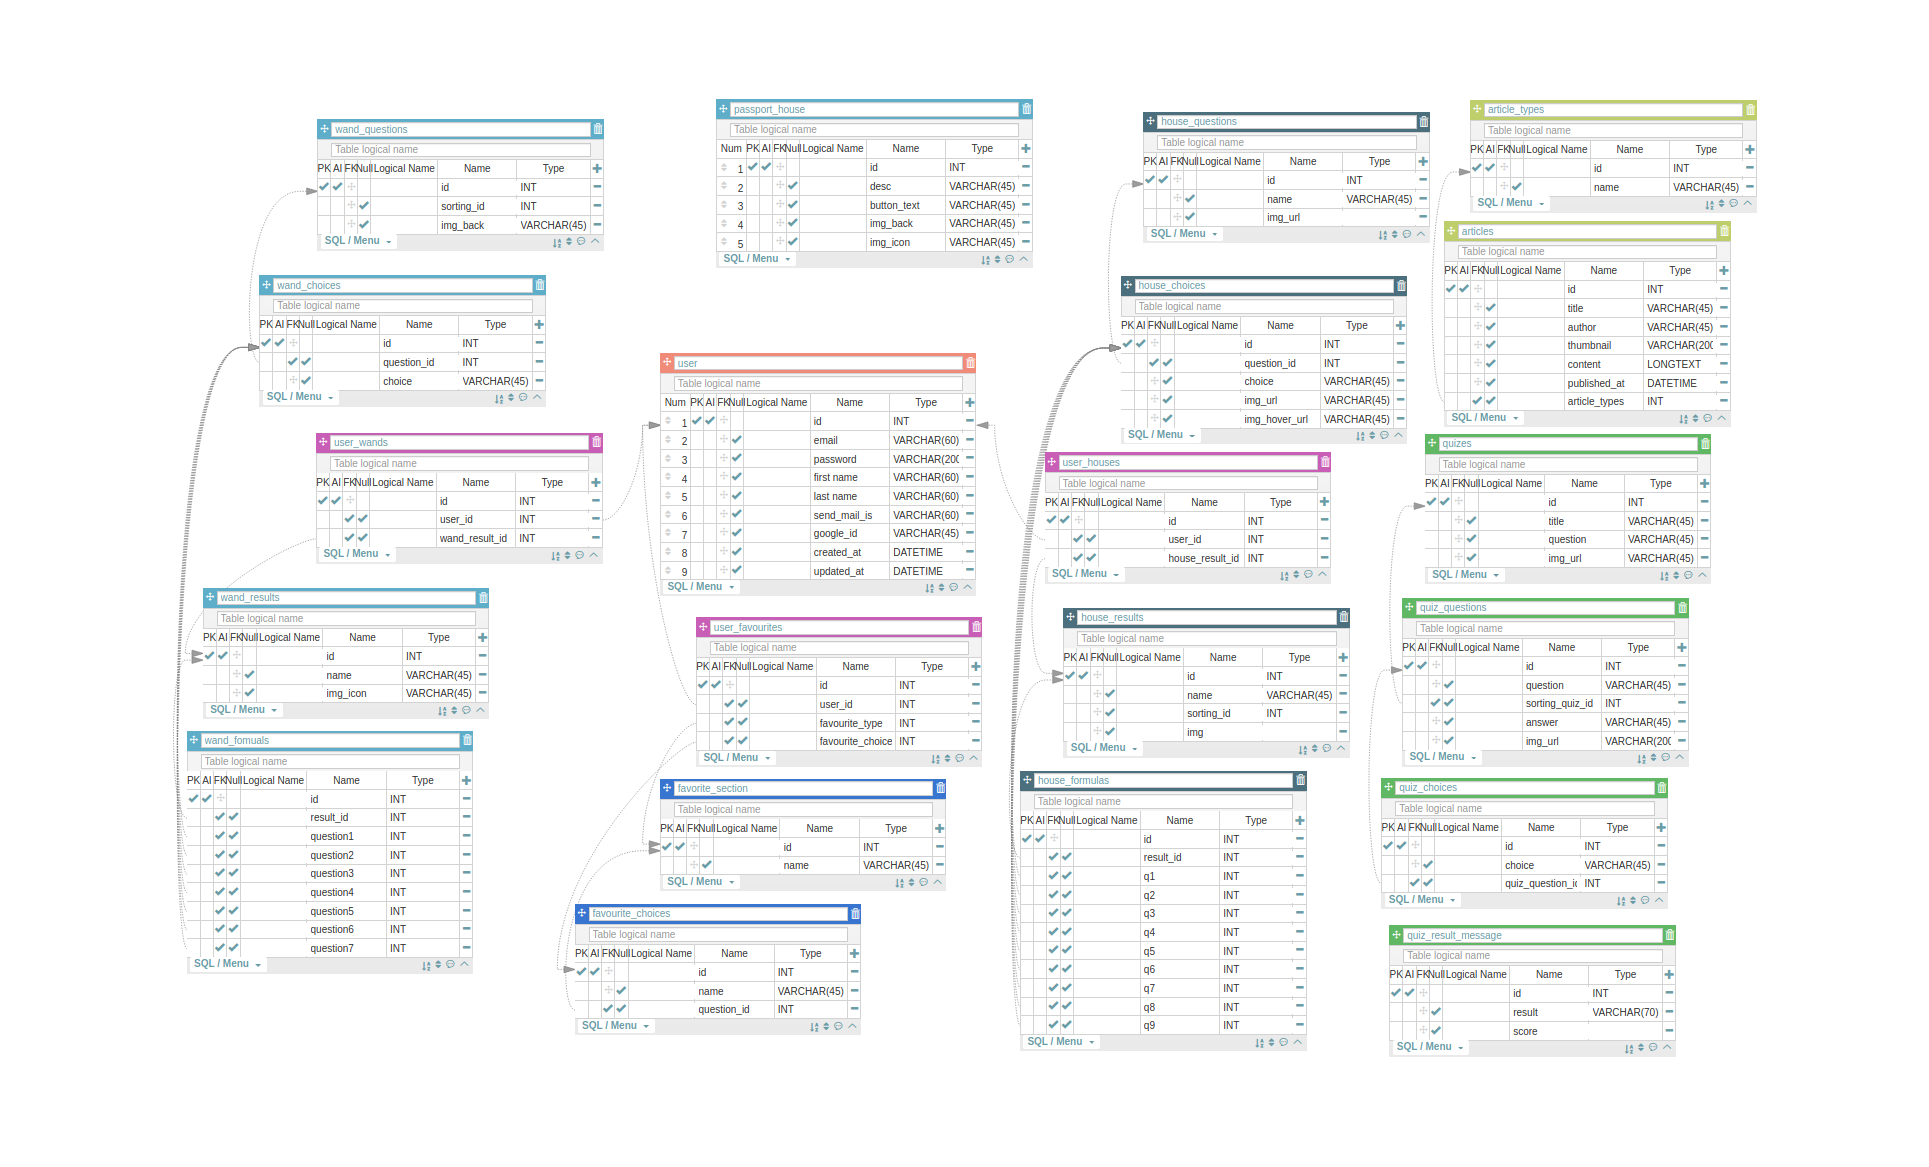 wand_questions
Table logical name
PK AI FK Null Logical Name Name Type
id INT
sorting_id INT
img_back VARCHAR(45)
SQL / Menu
wand_choices
Table logical name
PK AI FK Null Logical Name Name Type
id INT
question_id INT
choice VARCHAR(45)
SQL / Menu
user_wands
Table logical name
PK AI FK Null Logical Name Name Type
id INT
user_id INT
wand_result_id INT
SQL / Menu
wand_results
Table logical name
PK AI FK Null Logical Name Name Type
id INT
name VARCHAR(45)
img_icon VARCHAR(45)
SQL / Menu
wand_fomuals
Table logical name
PK AI FK Null Logical Name Name Type
id INT
result_id INT
question1 INT
question2 INT
question3 INT
question4 INT
question5 INT
question6 INT
question7 INT
SQL / Menu
passport_house
Table logical name
Num PK AI FK Null Logical Name Name Type
1 id INT
2 desc VARCHAR(45)
3 button_text VARCHAR(45)
4 img_back VARCHAR(45)
5 img_icon VARCHAR(45)
SQL / Menu
user
Table logical name
Num PK AI FK Null Logical Name Name Type
1 id INT
2 email VARCHAR(60)
3 password VARCHAR(200
4 first name VARCHAR(60)
5 last name VARCHAR(60)
6 send_mail_is VARCHAR(60)
7 google_id VARCHAR(45)
8 created_at DATETIME
9 updated_at DATETIME
SQL / Menu
user_favourites
Table logical name
PK AI FK Null Logical Name Name Type
id INT
user_id INT
favourite_type INT
favourite_choice INT
SQL / Menu
favorite_section
Table logical name
PK AI FK Null Logical Name Name Type
id INT
name VARCHAR(45)
SQL / Menu
favourite_choices
Table logical name
PK AI FK Null Logical Name Name Type
id INT
name VARCHAR(45)
question_id INT
SQL / Menu
house_questions
Table logical name
PK AI FK Null Logical Name Name Type
id INT
name VARCHAR(45)
img_url
SQL / Menu
house_choices
Table logical name
PK AI FK Null Logical Name Name Type
id INT
question_id INT
choice VARCHAR(45)
img_url VARCHAR(45)
img_hover_url VARCHAR(45)
SQL / Menu
user_houses
Table logical name
PK AI FK Null Logical Name Name Type
id INT
user_id INT
house_result_id INT
SQL / Menu
house_results
Table logical name
PK AI FK Null Logical Name Name Type
id INT
name VARCHAR(45)
sorting_id INT
img
SQL / Menu
house_formulas
Table logical name
PK AI FK Null Logical Name Name Type
id INT
result_id INT
q1 INT
q2 INT
q3 INT
q4 INT
q5 INT
q6 INT
q7 INT
q8 INT
q9 INT
SQL / Menu
article_types
Table logical name
PK AI FK Null Logical Name Name Type
id INT
name VARCHAR(45)
SQL / Menu
articles
Table logical name
PK AI FK Null Logical Name Name Type
id INT
title VARCHAR(45)
author VARCHAR(45)
thumbnail VARCHAR(200
content LONGTEXT
published_at DATETIME
article_types INT
SQL / Menu
quizes
Table logical name
PK AI FK Null Logical Name Name Type
id INT
title VARCHAR(45)
question VARCHAR(45)
img_url VARCHAR(45)
SQL / Menu
quiz_questions
Table logical name
PK AI FK Null Logical Name Name Type
id INT
question VARCHAR(45)
sorting_quiz_id INT
answer VARCHAR(45)
img_url VARCHAR(200
SQL / Menu
quiz_choices
Table logical name
PK AI FK Null Logical Name Name Type
id INT
choice VARCHAR(45)
quiz_question_id INT
SQL / Menu
quiz_result_message
Table logical name
PK AI FK Null Logical Name Name Type
id INT
result VARCHAR(70)
score
SQL / Menu